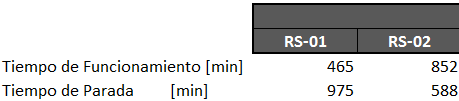 RS-01 RS-02
Tiempo de Funcionamiento [min] 465 852
Tiempo de Parada [min] 975 588